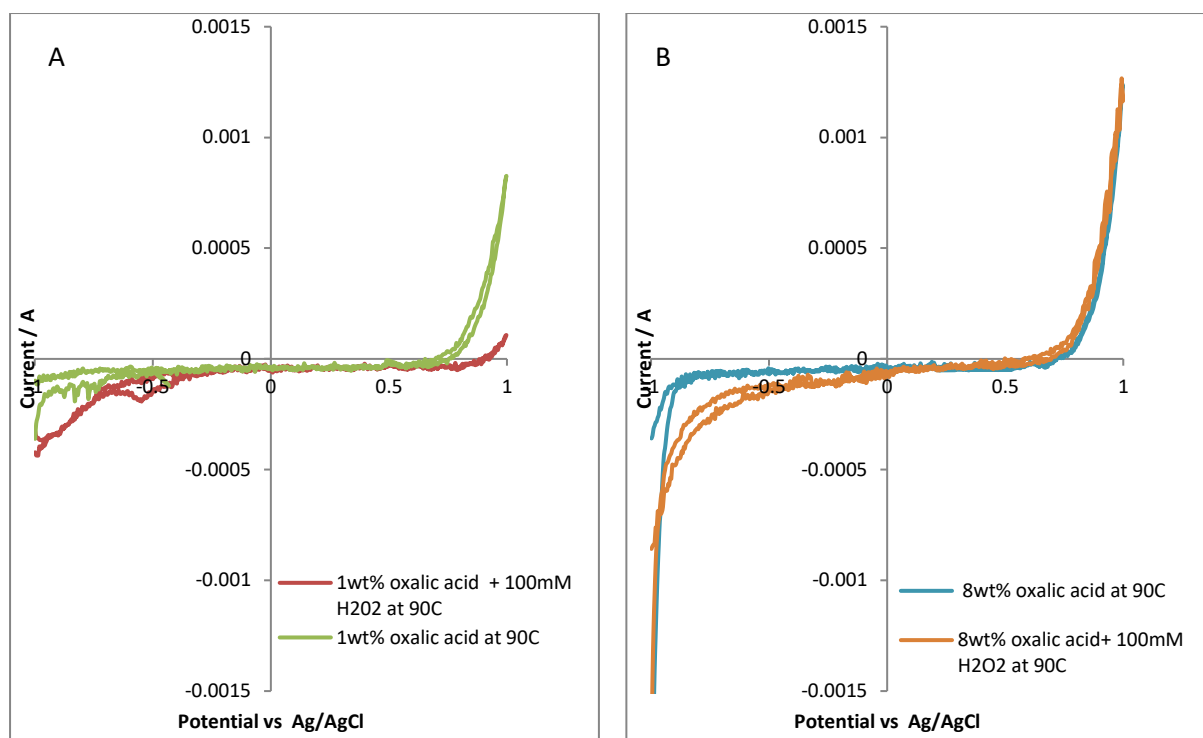 A
0.0015
0.001
0.0005
0
-0.0005
-0.001
-0.0015
-1
-0.5
0
0.5
1
Current / A
1wt% oxalic acid + 100mM
H202 at 90C
1wt% oxalic acid at 90C
Potential vs Ag/AgCl
B
0.0015
0.001
0.0005
0
-0.0005
-0.001
-0.0015
-1
-0.5
0
0.5
1
Current / A
8wt% oxalic acid at 90C
8wt% oxalic acid+ 100mM
H2O2 at 90C
Potential vs Ag/AgCl